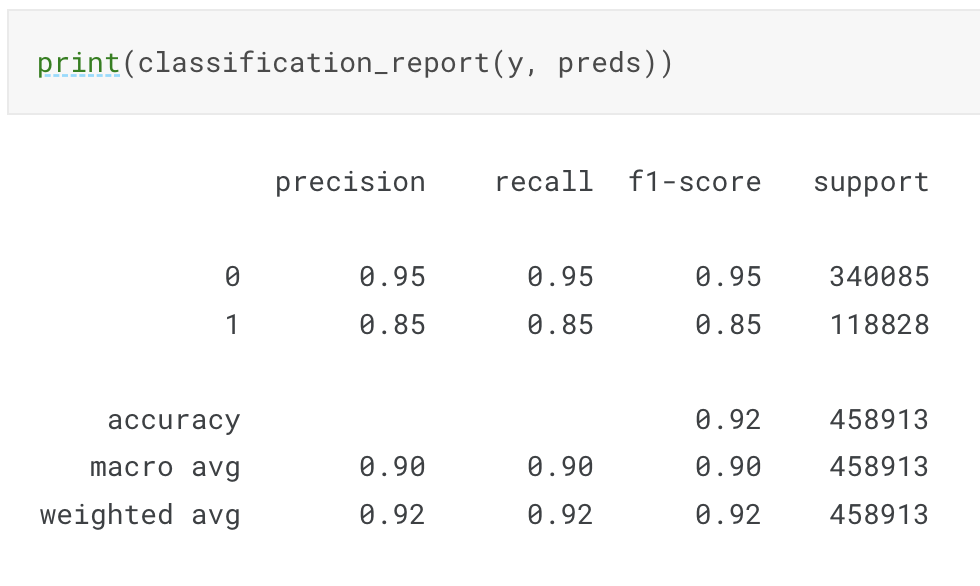 print(classification_report(y, preds))
precision recall f1-score support
0 0.95 0.95 0.95 340085
1 0.85 0.85 0.85 118828
accuracy 0.92 458913
macro avg 0.90 0.90 0.90 458913
weighted avg 0.92 0.92 0.92 458913